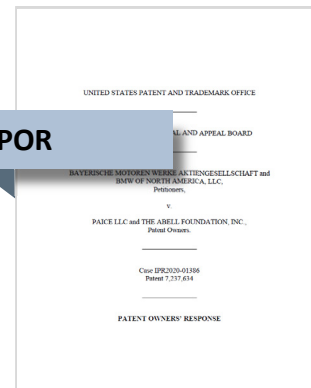 UNITED STATES PATENT AND TRADEMARK OFFICE
POR
AL AND APPEAL BOARD
BAYERISCHE MOTOREN WERKE AKTIENGESELLSCHAFT and
BMW OF NORTH AMERICA, LLC,
Petitioners,
v.
PAICE LLC and THE ABELL FOUNDATION, INC.,
Patent Owners.
Case IPR2020-01386
Patent 7,237,634
PATENT OWNERS' RESPONSE